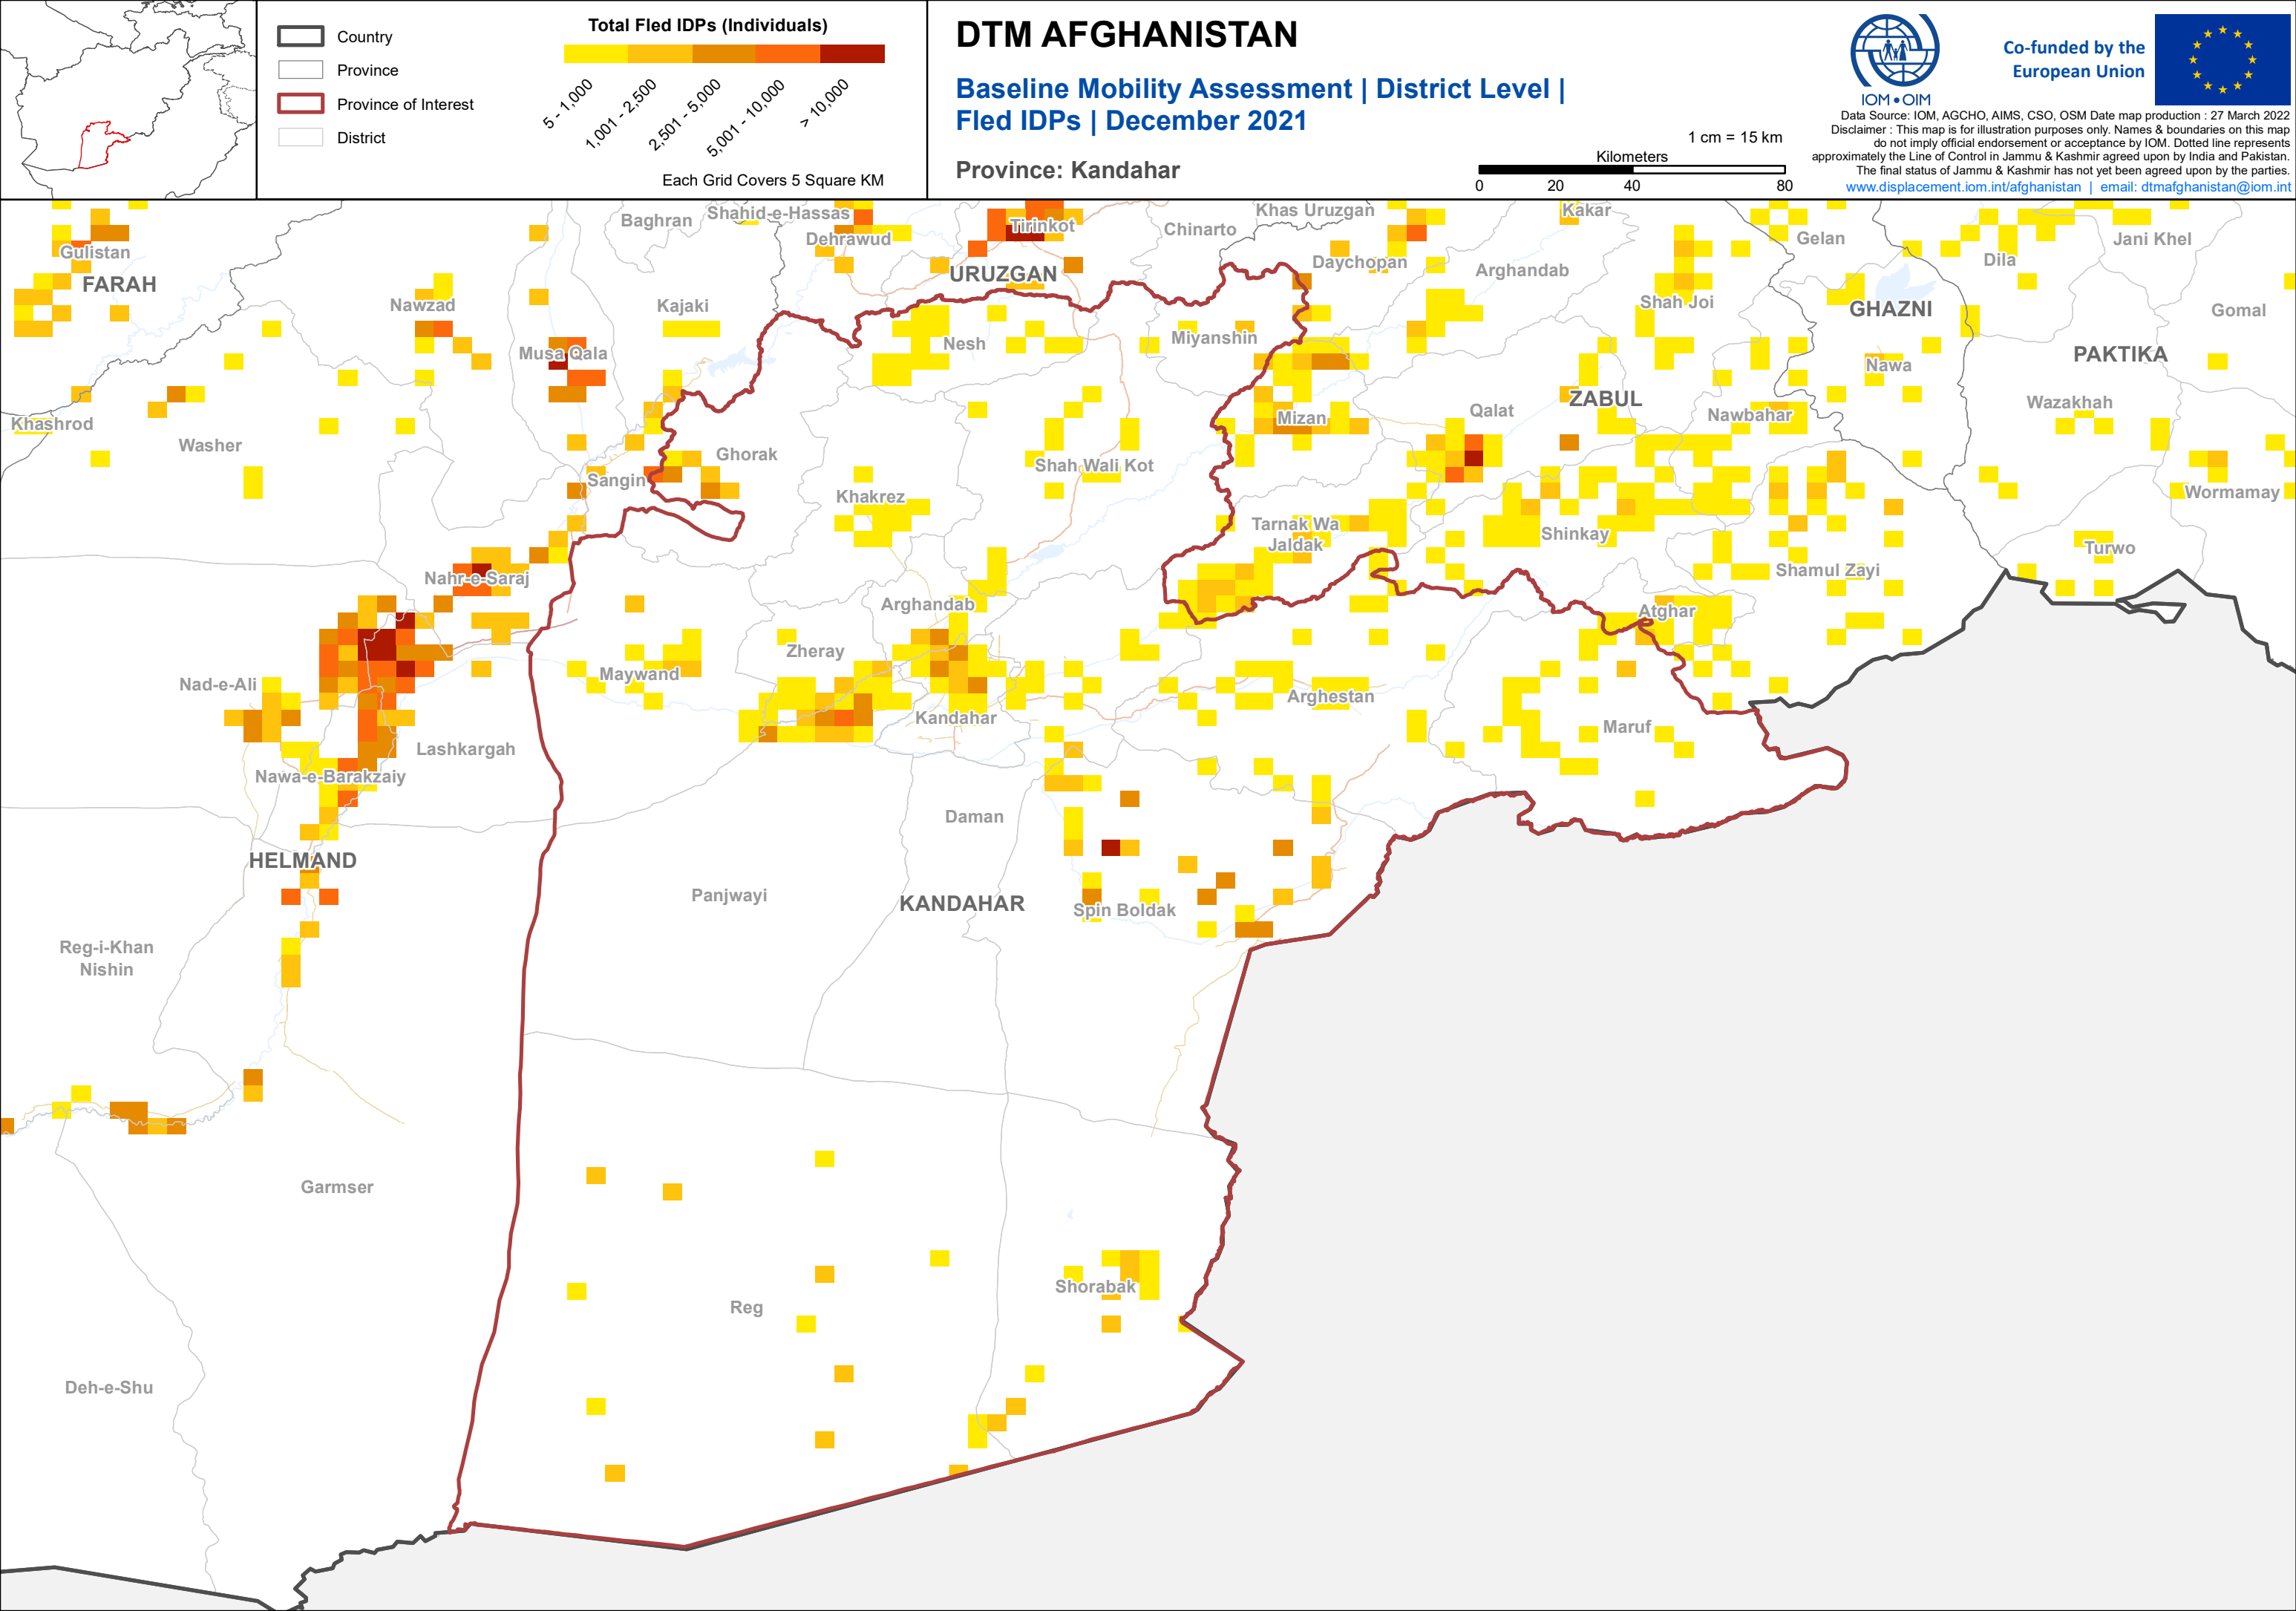 Country
Province
Province of Interest
District
Total Fled IDPs (Individuals)
5 - 1,000
1,001 - 2,500
2,501 - 5,000
5,001 - 10,000
> 10,000
Each Grid Covers 5 Square KM
DTM AFGHANISTAN
Baseline Mobility Assessment | District Level |
Fled IDPs | December 2021
Province: Kandahar
1 cm = 15 km
Kilometers
0 20 40 80
IOM • OIM
Co-funded by the
European Union
Data Source: IOM, AGCHO, AIMS, CSO, OSM Date map production : 27 March 2022
Disclaimer : This map is for illustration purposes only. Names & boundaries on this map
do not imply official endorsement or acceptance by IOM. Dotted line represents
approximately the Line of Control in Jammu & Kashmir agreed upon by India and Pakistan.
The final status of Jammu & Kashmir has not yet been agreed upon by the parties.
www.displacement.iom.int/afghanistan | email: dtmafghanistan@iom.int
Baghran
Shahid-e-Hassas
Khas Uruzgan
Kakar
Tirinkot
Chinarto
Dehrawud
Gelan
Jani Khel
Gulistan
Daychopan
Arghandab
Dila
URUZGAN
FARAH
Nawzad
Kajaki
Shah Joi
GHAZNI
Gomal
Nesh
Miyanshin
Musa Qala
PAKTIKA
Nawa
ZABUL
Wazakhah
Qalat
Nawbahar
Mizan
Khashrod
Washer
Ghorak
Shah Wali Kot
Sangin
Khakrez
Wormamay
Tarnak Wa
Jaldak
Shinkay
Turwo
Shamul Zayi
Nahr-e-Saraj
Arghandab
Atghar
Zheray
Maywand
Nad-e-Ali
Arghestan
Kandahar
Maruf
Lashkargah
Nawa-e-Barakzaiy
Daman
HELMAND
Panjwayi
KANDAHAR
Spin Boldak
Reg-i-Khan
Nishin
Garmser
Shorabak
Reg
Deh-e-Shu